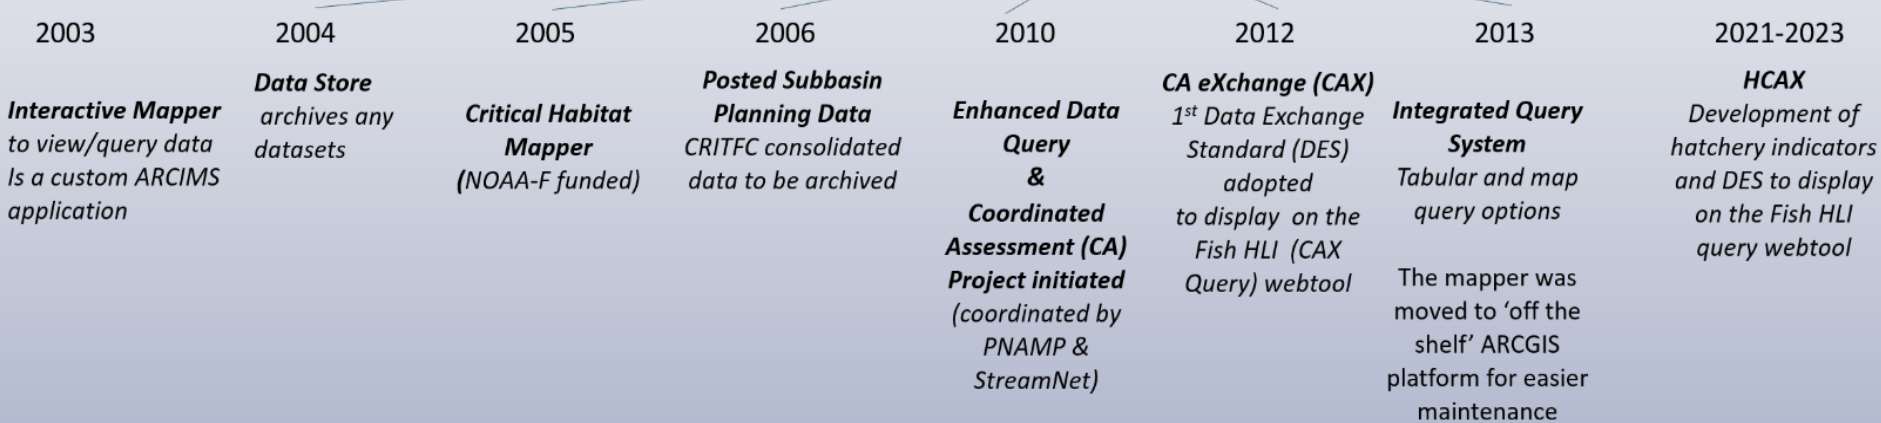 2003
Interactive Mapper
to view/query data
Is a custom ARCIMS
application
2004
Data Store
archives any
datasets
2005
Critical Habitat
Mapper
(NOAA-F funded)
2006
Posted Subbasin
Planning Data
CRITFC consolidated
data to be archived
2010
Enhanced Data
Query
&
Coordinated
Assessment (CA)
Project initiated
(coordinated by
PNAMP &
StreamNet)
2012
CA eXchange (CAX)
1st Data Exchange
Standard (DES)
adopted
to display on the
Fish HLI (CAX
Query) webtool
2013
Integrated Query
System
Tabular and map
query options
The mapper was
moved to ‘off the
shelf’ ARCGIS
platform for easier
maintenance
2021-2023
HCAX
Development of
hatchery indicators
and DES to display
on the Fish HLI
query webtool